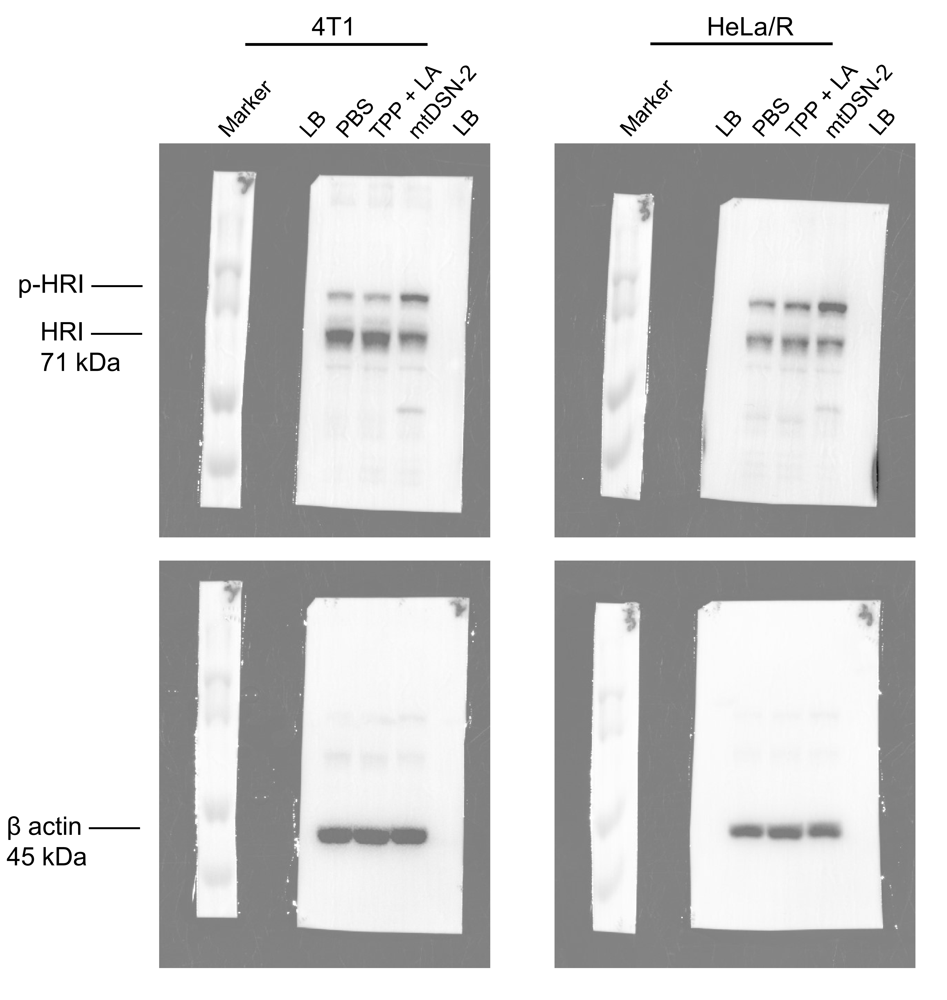 4T1
HeLa/R
Marker
LB
PBS
TPP + LA
mtDSN-2
LB
Marker
LB
PBS
TPP + LA
mtDSN-2
LB
p-HRI
HRI
71 kDa
β actin
45 kDa